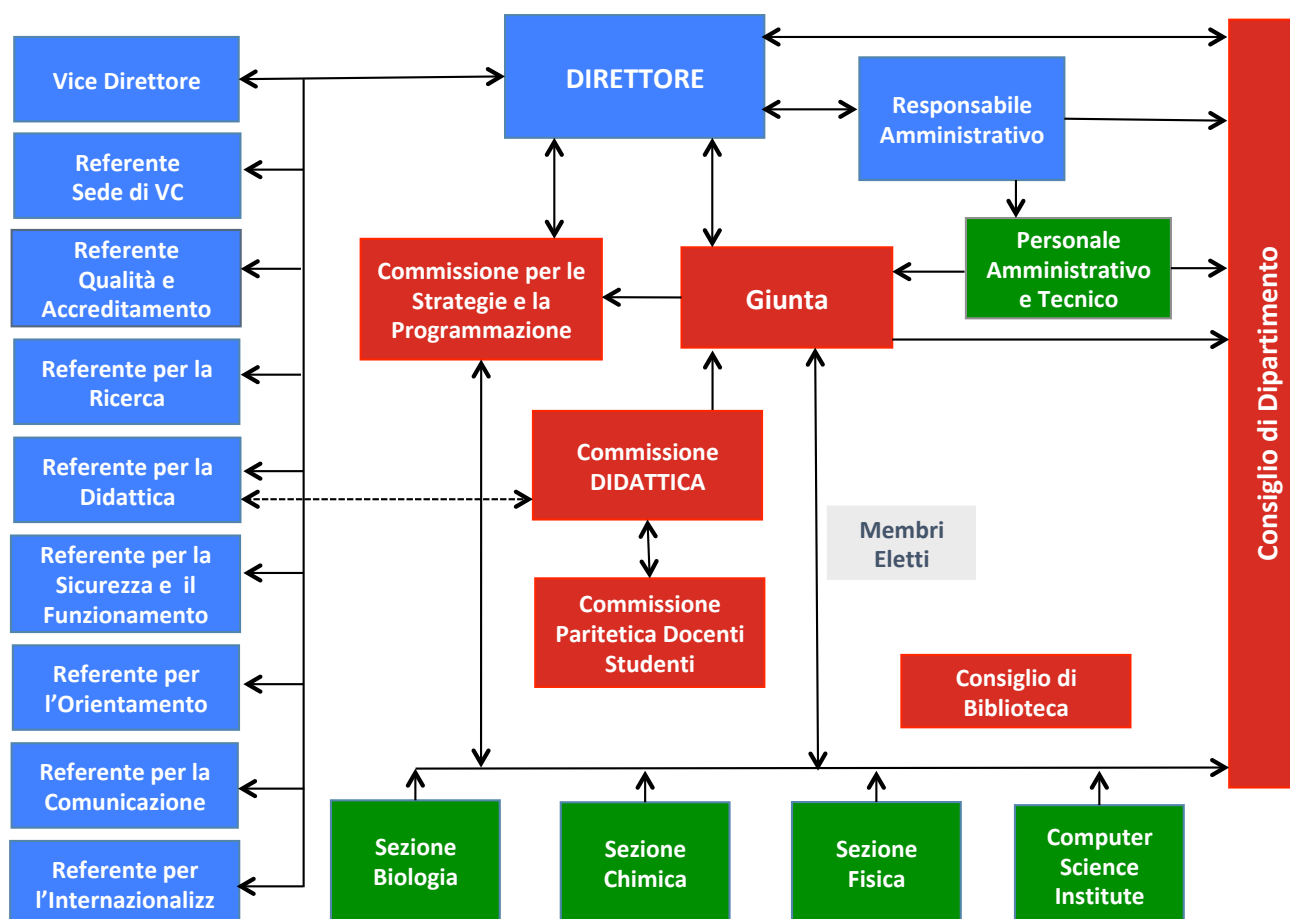 DIRETTORE
Vice Direttore
Responsabile
Amministrativo
Referente
Sede di VC
Personale
Amministrativo
e Tecnico
Referente
Qualità e
Accreditamento
Commissione per le
Strategie e la
Programmazione
Giunta
Consiglio di Dipartimento
Referente per la
Ricerca
Referente per la
Didattica
Commissione
DIDATTICA
Membri
Eletti
Referente per la
Sicurezza e  il
Funzionamento
Commissione
Paritetica Docenti
Studenti
Referente per
l’Orientamento
Consiglio di
Biblioteca
Referente per la
Comunicazione
Referente per
l’Internazionalizz
Sezione
Biologia
Sezione
Chimica
Sezione
Fisica
Computer
Science
Institute